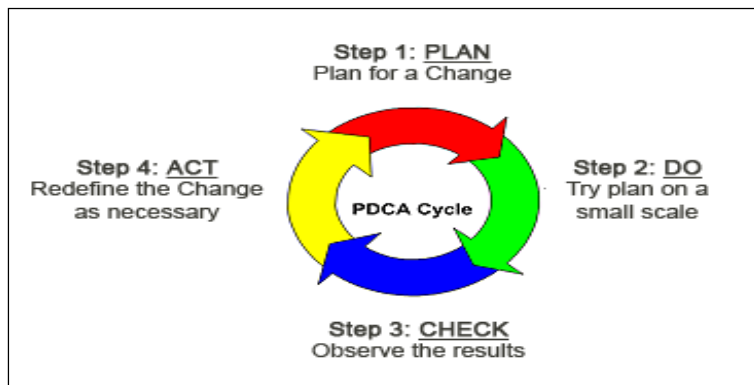 Step 1: PLAN
Plan for a Change
Step 4: ACT
Redefine the Change
as necessary
PDCA Cycle
Step 2: DO
Try plan on a
small scale
Step 3: CHECK
Observe the results